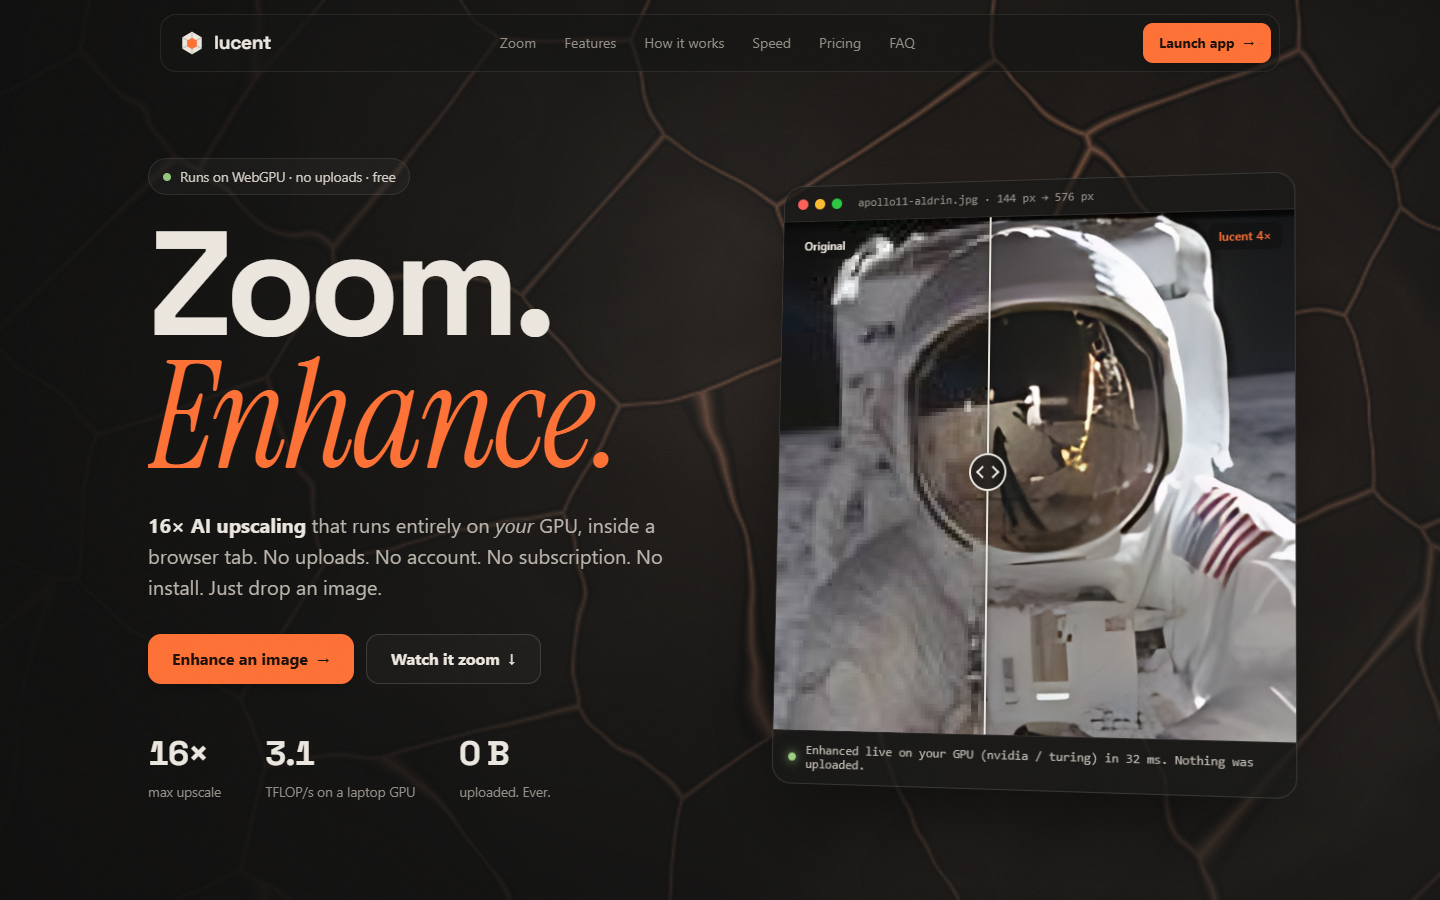 lucent
Zoom
Features
How it works
Speed
Pricing
FAQ
Launch app →
Runs on WebGPU · no uploads · free
Zoom.
Enhance.
16× AI upscaling that runs entirely on your GPU, inside a
browser tab. No uploads. No account. No subscription. No
install. Just drop an image.
Enhance an image →
Watch it zoom ↓
16×
max upscale
3.1
TFLOP/s on a laptop GPU
0 B
uploaded. Ever.
apollo11-aldrin.jpg · 144 px → 576 px
Original
lucent 4×
Enhanced live on your GPU (nvidia / turing) in 32 ms. Nothing was
uploaded.